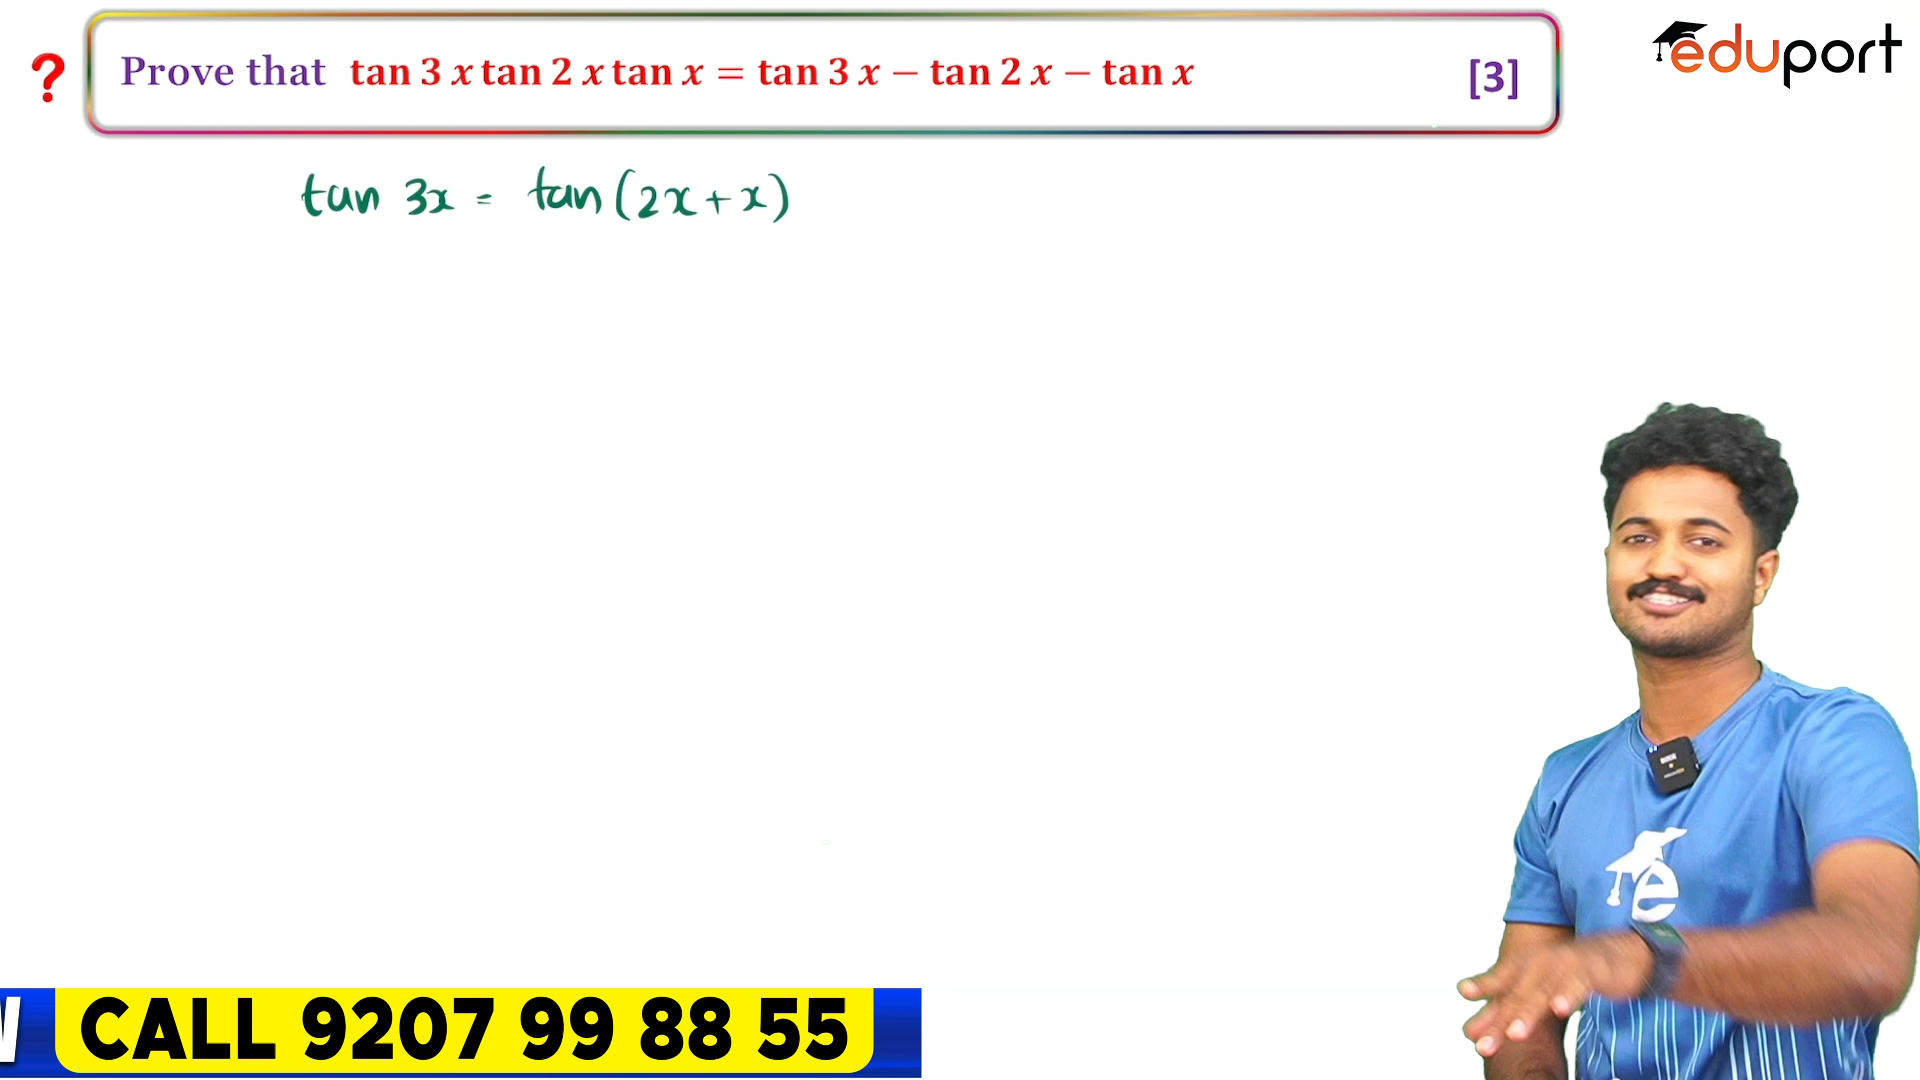 ? Prove that tan 3 x tan 2 x tan x = tan 3 x − tan 2 x − tan x [3]
eduport
tan 3x = tan (2x + x)
CALL 9207 99 88 55
e